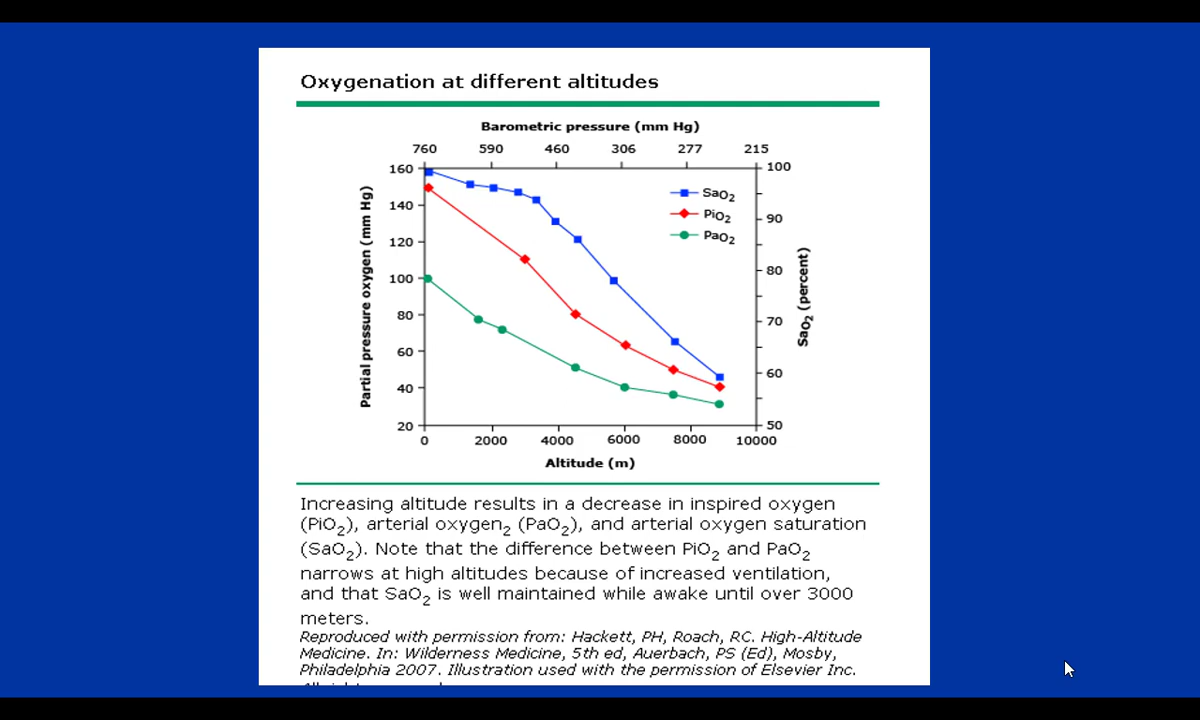 Oxygenation at different altitudes
Barometric pressure (mm Hg)
760 590 460 306 277 215
160 140 120 100 80 60 40 20
Partial pressure oxygen (mm Hg)
SaO2
PiO2
PaO2
100 90 80 70 60 50
SaO2 (percent)
0 2000 4000 6000 8000 10000
Altitude (m)
Increasing altitude results in a decrease in inspired oxygen
(PiO2), arterial oxygen2 (PaO2), and arterial oxygen saturation
(SaO2). Note that the difference between PiO2 and PaO2
narrows at high altitudes because of increased ventilation,
and that SaO2 is well maintained while awake until over 3000
meters.
Reproduced with permission from: Hackett, PH, Roach, RC. High-Altitude
Medicine. In: Wilderness Medicine, 5th ed, Auerbach, PS (Ed), Mosby,
Philadelphia 2007. Illustration used with the permission of Elsevier Inc.